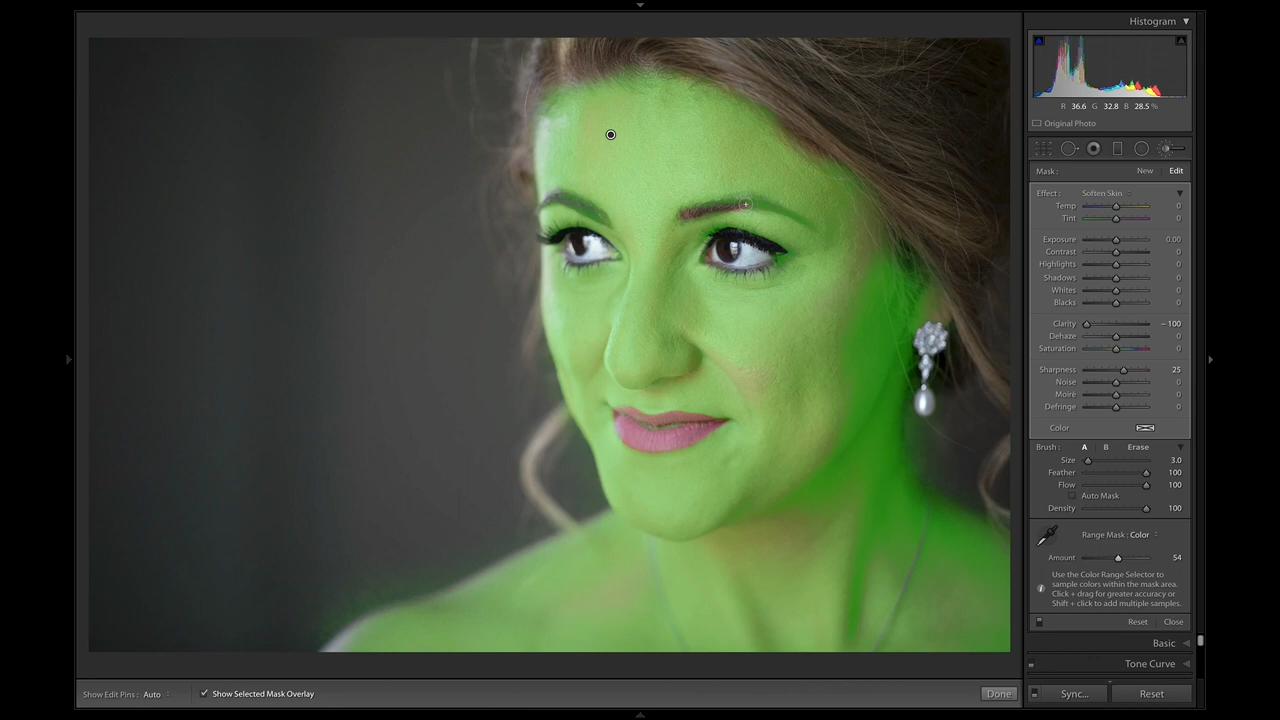 Histogram
R 36.6 G 32.8 B 28.5 %
Original Photo
Mask : New Edit
Effect : Soften Skin
Temp 0
Tint 0
Exposure 0.00
Contrast 0
Highlights 0
Shadows 0
Whites 0
Blacks 0
Clarity – 100
Dehaze 0
Saturation 0
Sharpness 25
Noise 0
Moiré 0
Defringe 0
Color
Brush : A B Erase
Size 3.0
Feather 100
Flow 100
Auto Mask
Density 100
Range Mask : Color
Amount 54
Use the Color Range Selector to
sample colors within the mask area.
Click + drag for greater accuracy or
Shift + click to add multiple samples.
Reset Close
Basic
Tone Curve
Show Edit Pins : Auto Show Selected Mask Overlay Done
Sync... Reset